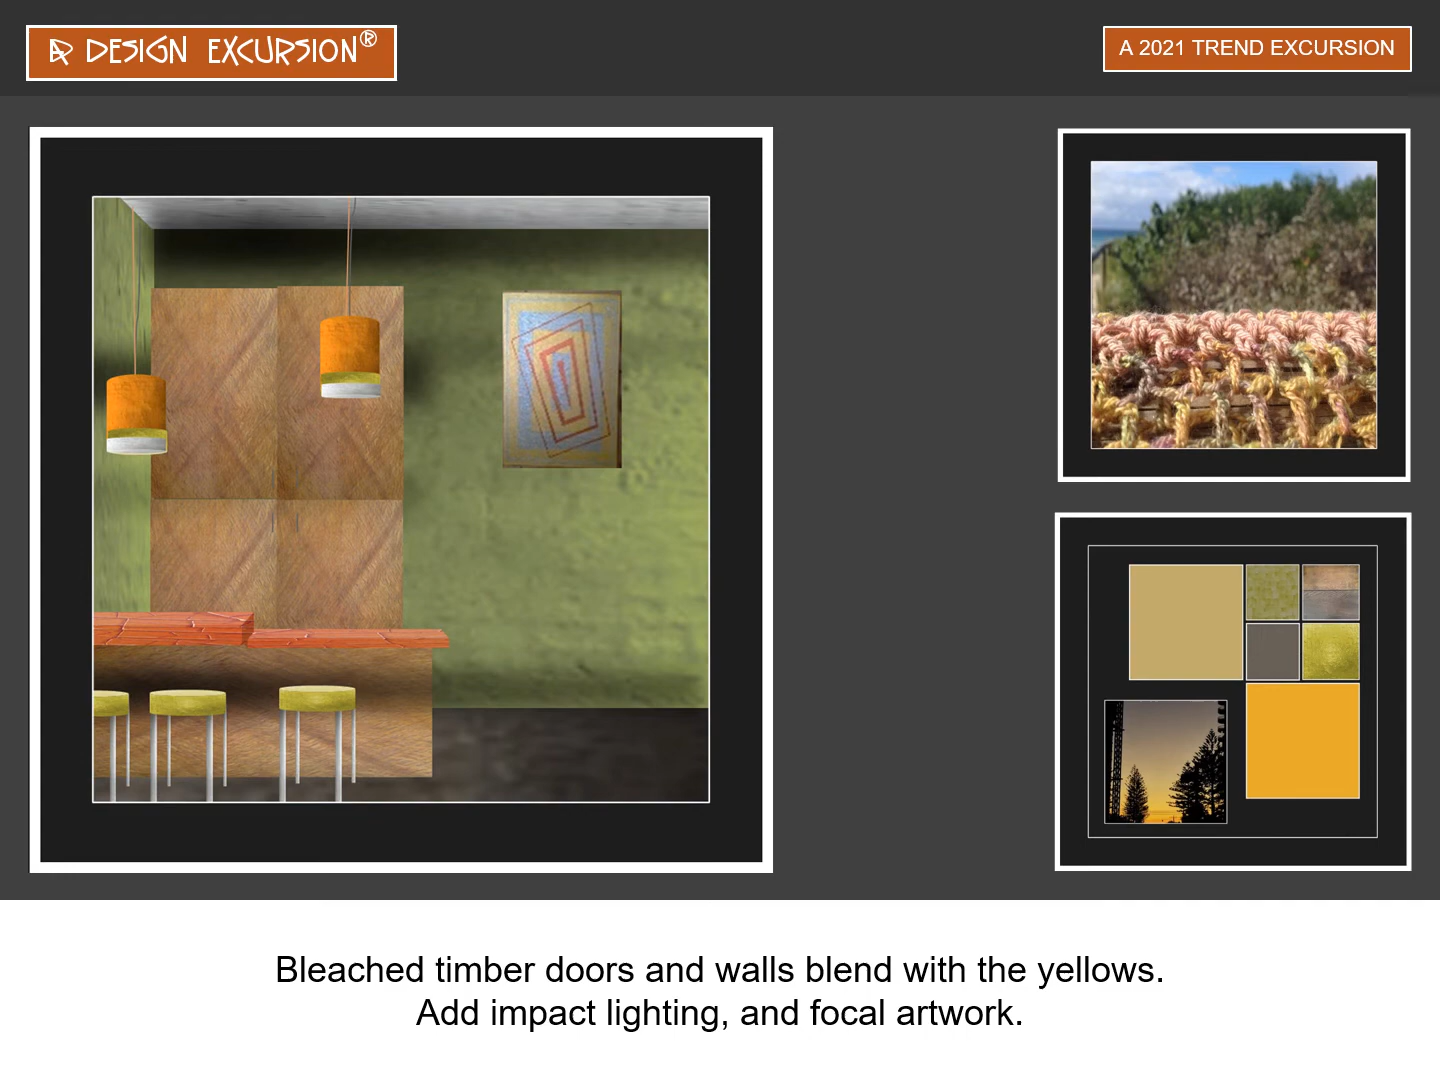 A DESIGN EXCURSION®
A 2021 TREND EXCURSION
Bleached timber doors and walls blend with the yellows.
Add impact lighting, and focal artwork.